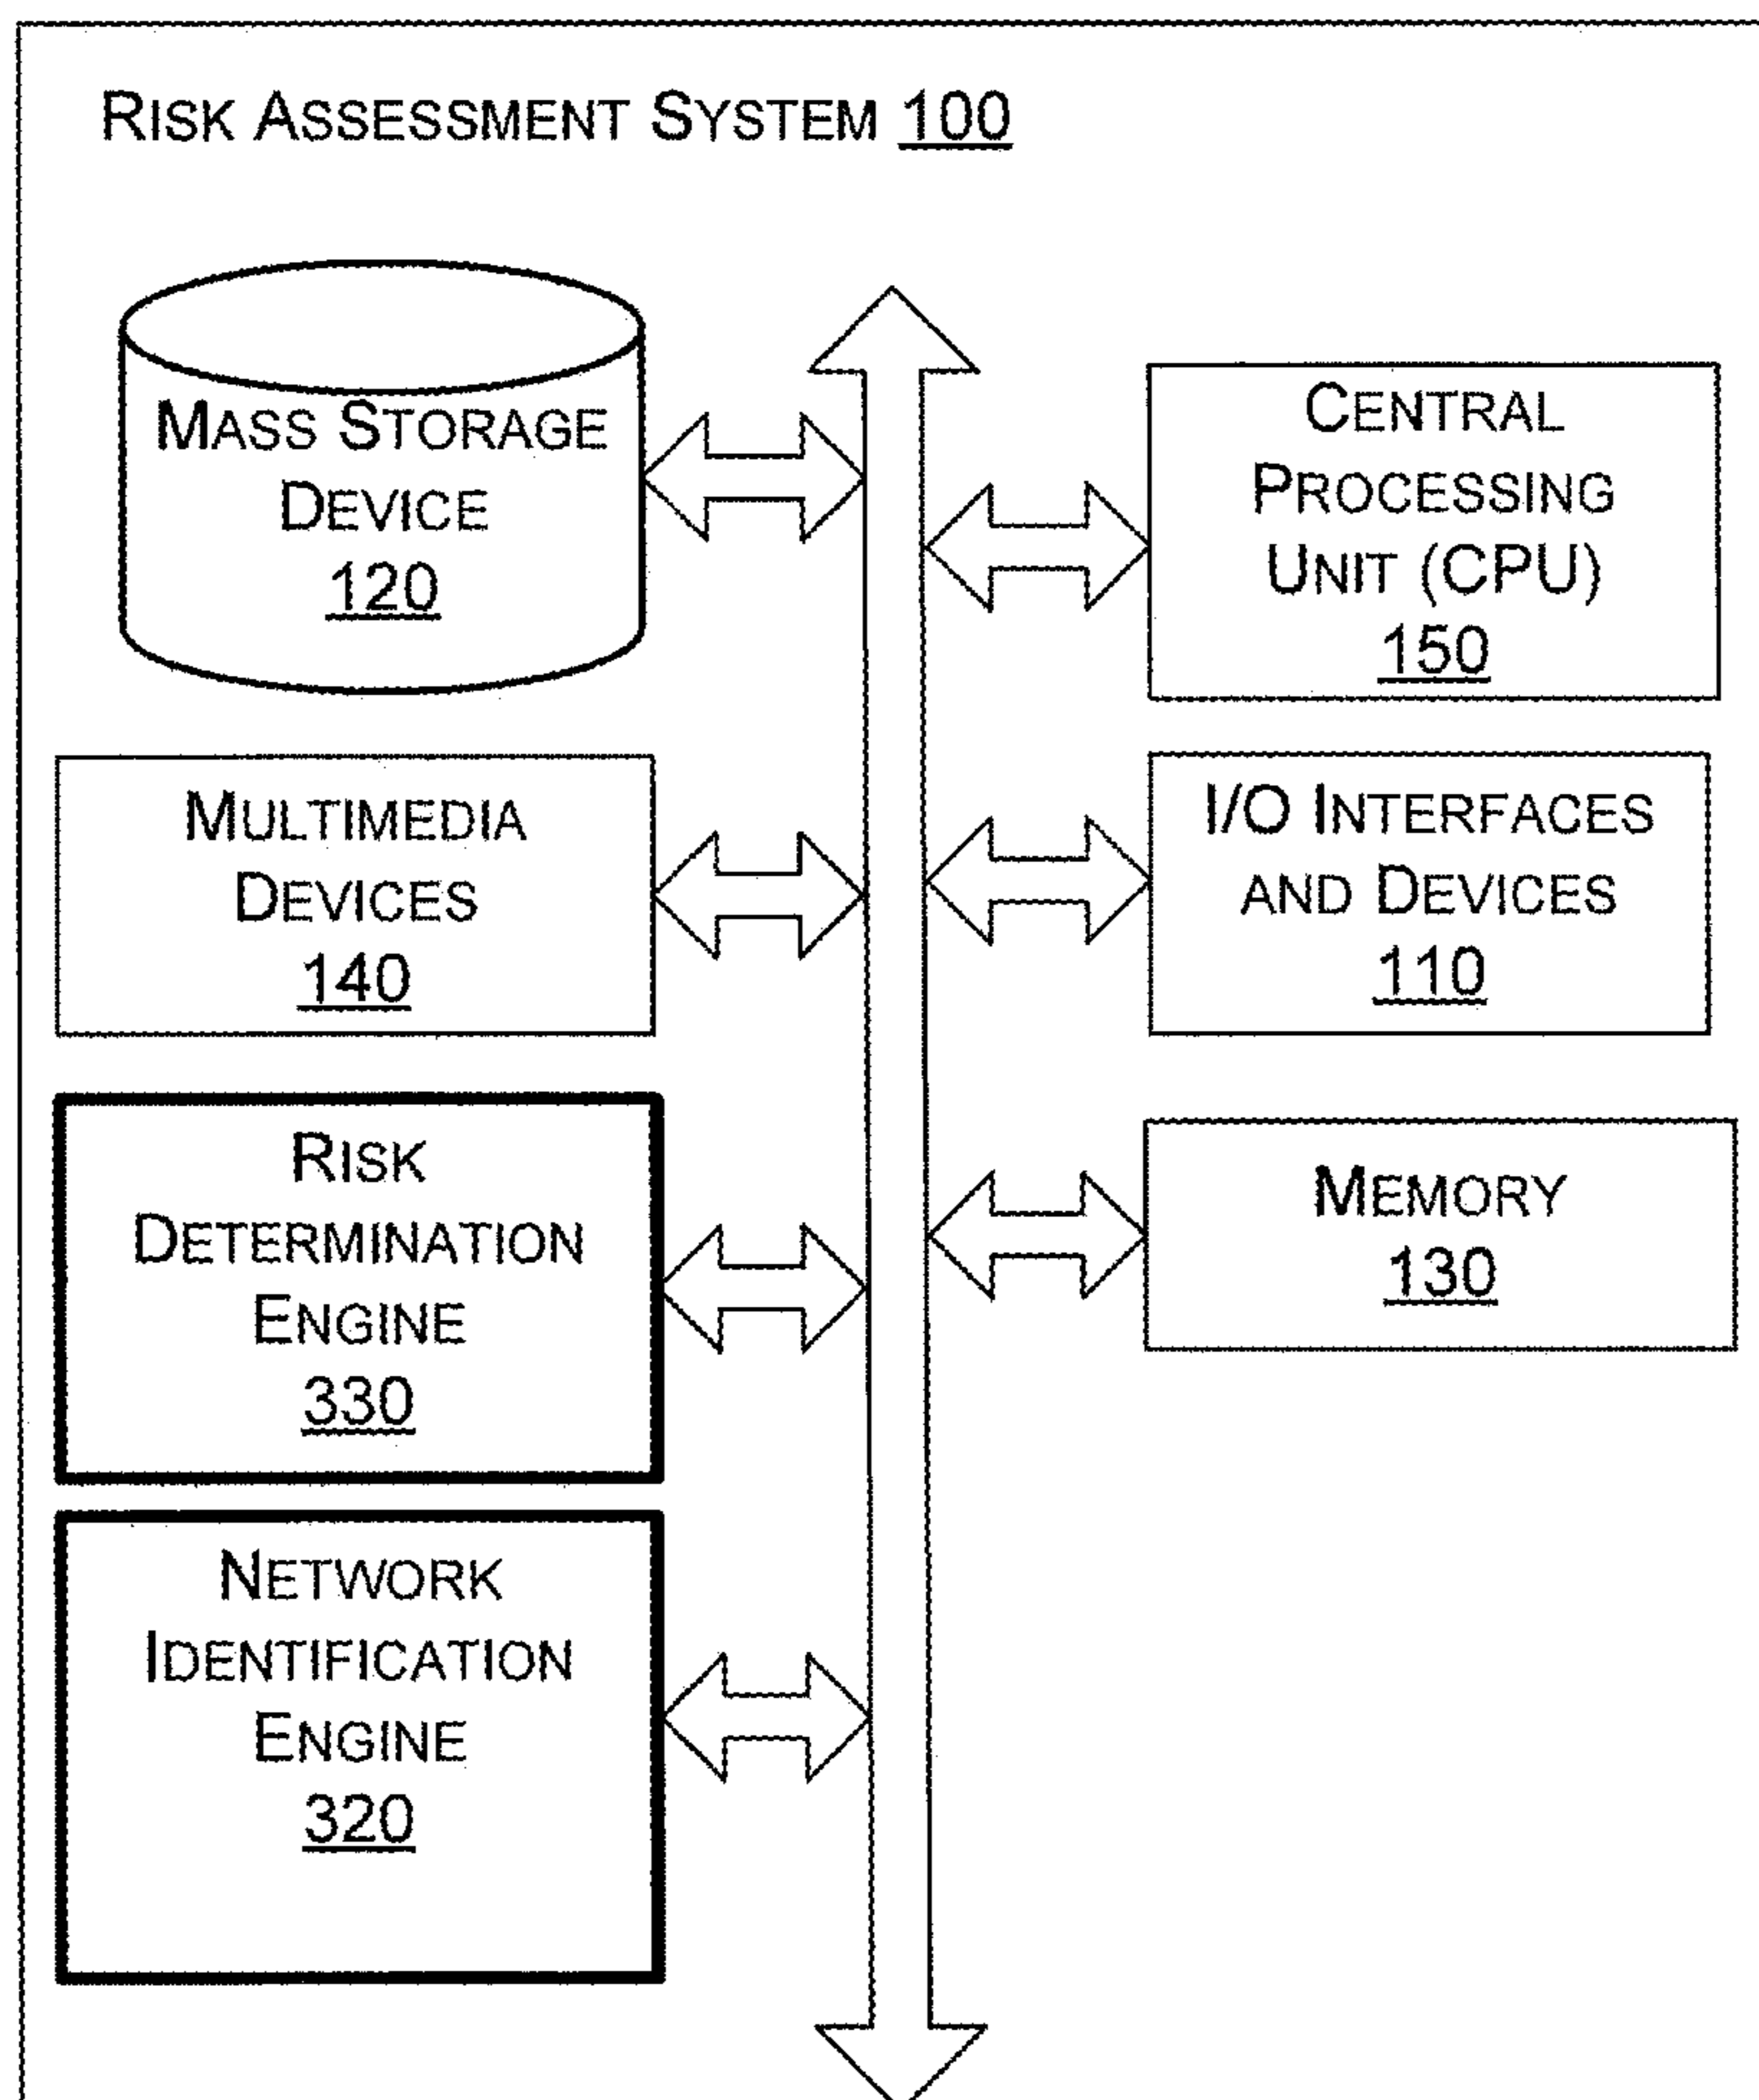 RISK ASSESSMENT SYSTEM 100
MASS STORAGE
DEVICE
120
CENTRAL
PROCESSING
UNIT (CPU)
150
MULTIMEDIA
DEVICES
140
I/O INTERFACES
AND DEVICES
110
RISK
DETERMINATION
ENGINE
330
MEMORY
130
NETWORK
IDENTIFICATION
ENGINE
320